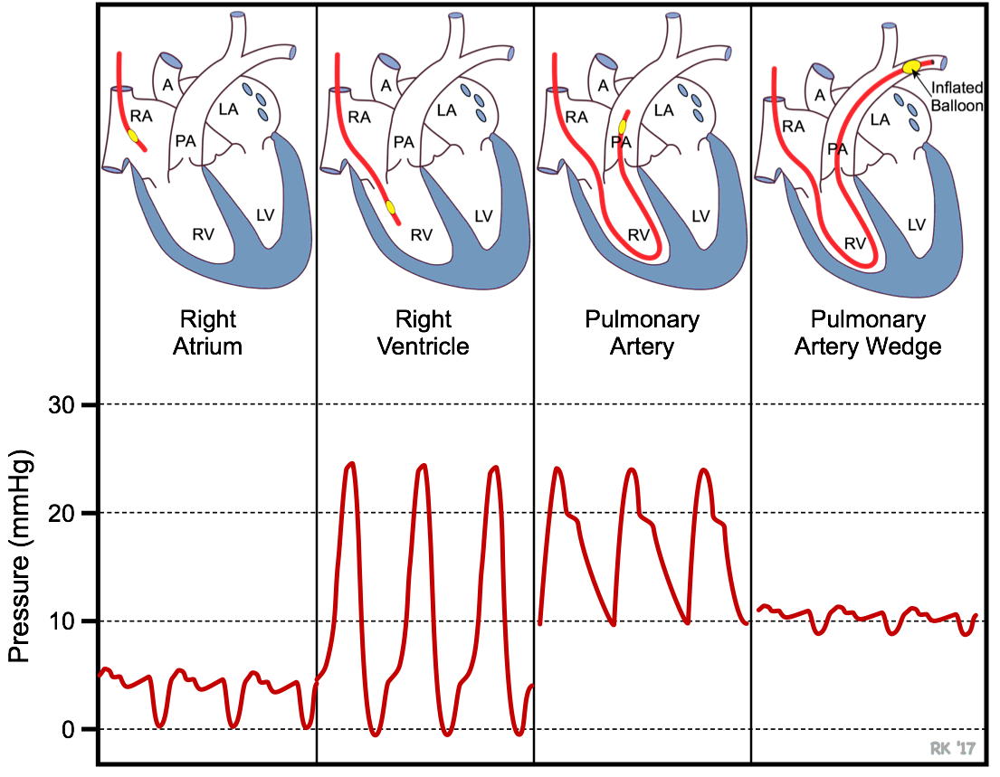 A
RA
LA
PA
LV
RV
A
RA
LA
PA
LV
RV
A
RA
LA
PA
LV
RV
A
RA
LA
PA
LV
RV
Inflated
Balloon
Right
Atrium
Right
Ventricle
Pulmonary
Artery
Pulmonary
Artery Wedge
Pressure (mmHg)
30
20
10
0
RK '17